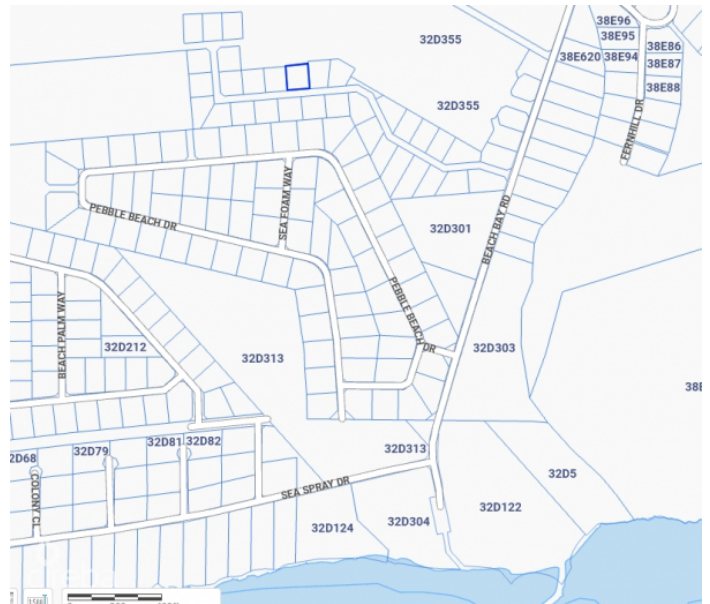 38E96
38E95
32D355
38E620
38E94
38E86
38E87
38E88
32D355
FERNHILL DR
SEA FOAM WAY
BEACH BAY RD
PEBBLE BEACH DR
32D301
PEBBLE BEACH DR
BEACH PALM WAY
32D212
32D313
32D303
32D313
32D68
32D79
32D81
32D82
COLONY CL
SEA SPRAY DR
32D5
32D124
32D304
32D122